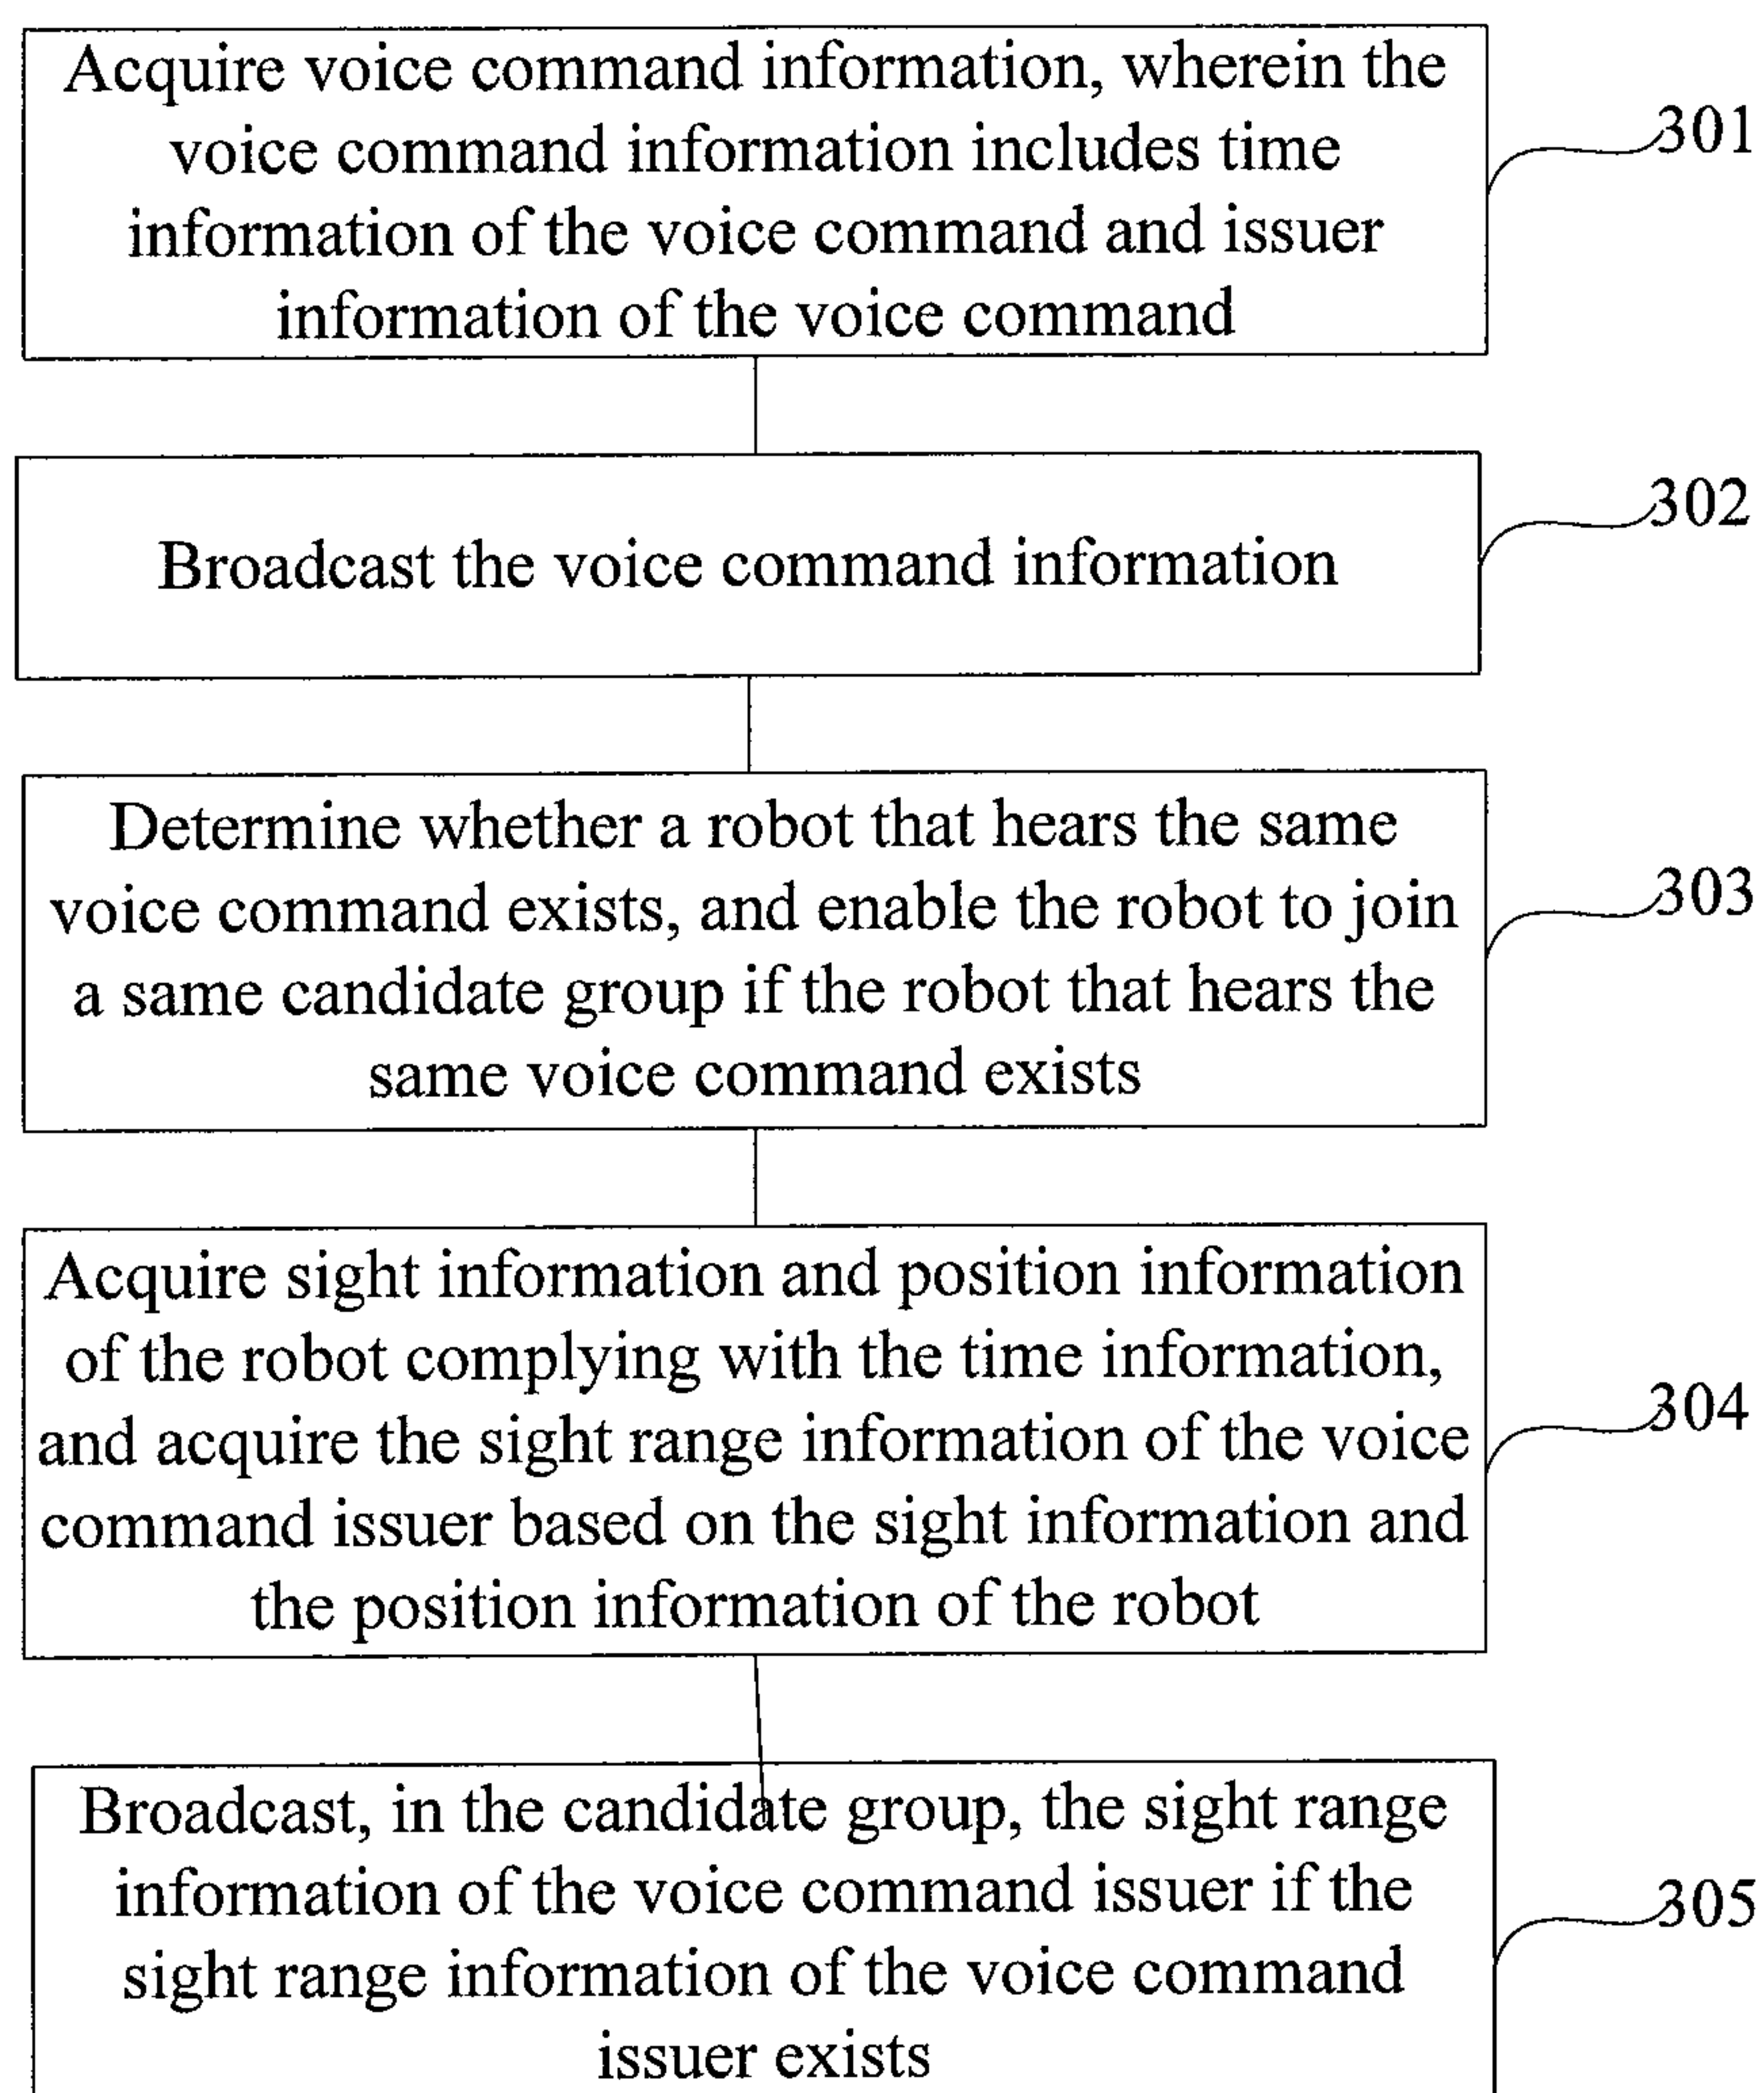 Acquire voice command information, wherein the
voice command information includes time
information of the voice command and issuer
information of the voice command
301
Broadcast the voice command information
302
Determine whether a robot that hears the same
voice command exists, and enable the robot to join
a same candidate group if the robot that hears the
same voice command exists
303
Acquire sight information and position information
of the robot complying with the time information,
and acquire the sight range information of the voice
command issuer based on the sight information and
the position information of the robot
304
Broadcast, in the candidate group, the sight range
information of the voice command issuer if the
sight range information of the voice command
issuer exists
305